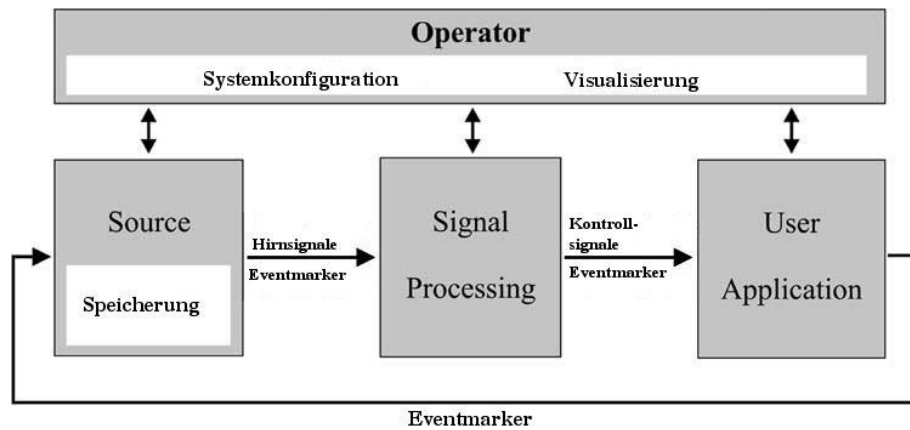 Operator
Systemkonfiguration Visualisierung
Source
Speicherung
Hirnsignale
Eventmarker
Signal
Processing
Kontroll-
signale
Eventmarker
User
Application
Eventmarker